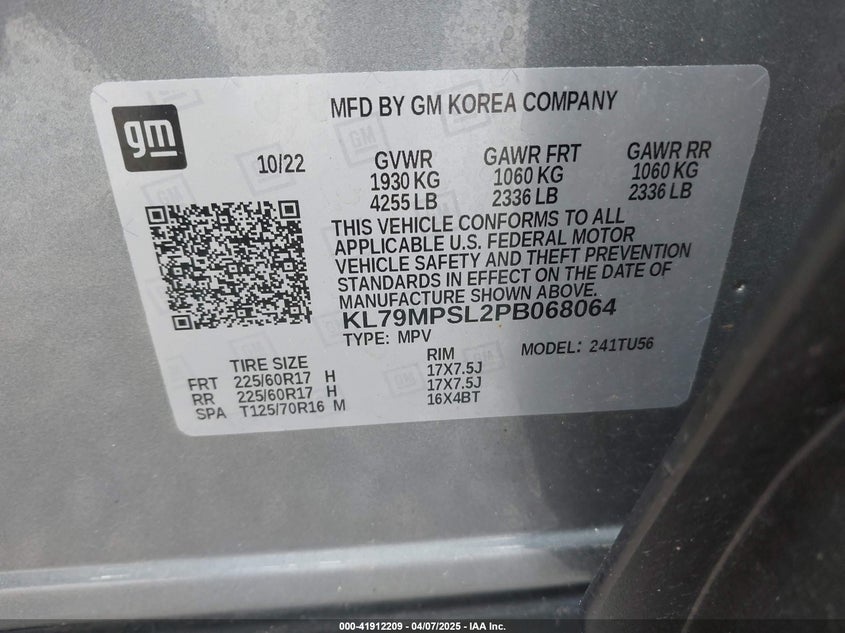 MFD BY GM KOREA COMPANY
gm
10/22
GVWR GAWR FRT GAWR RR
1930 KG 1060 KG 1060 KG
4255 LB 2336 LB 2336 LB
THIS VEHICLE CONFORMS TO ALL
APPLICABLE U.S. FEDERAL MOTOR
VEHICLE SAFETY AND THEFT PREVENTION
STANDARDS IN EFFECT ON THE DATE OF
MANUFACTURE SHOWN ABOVE.
KL79MPSL2PB068064
TYPE: MPV MODEL: 241TU56
TIRE SIZE RIM
FRT 225/60R17 H 17X7.5J
RR 225/60R17 H 17X7.5J
SPA T125/70R16 M 16X4BT
000-41912209 - 04/07/2025 - IAA Inc.